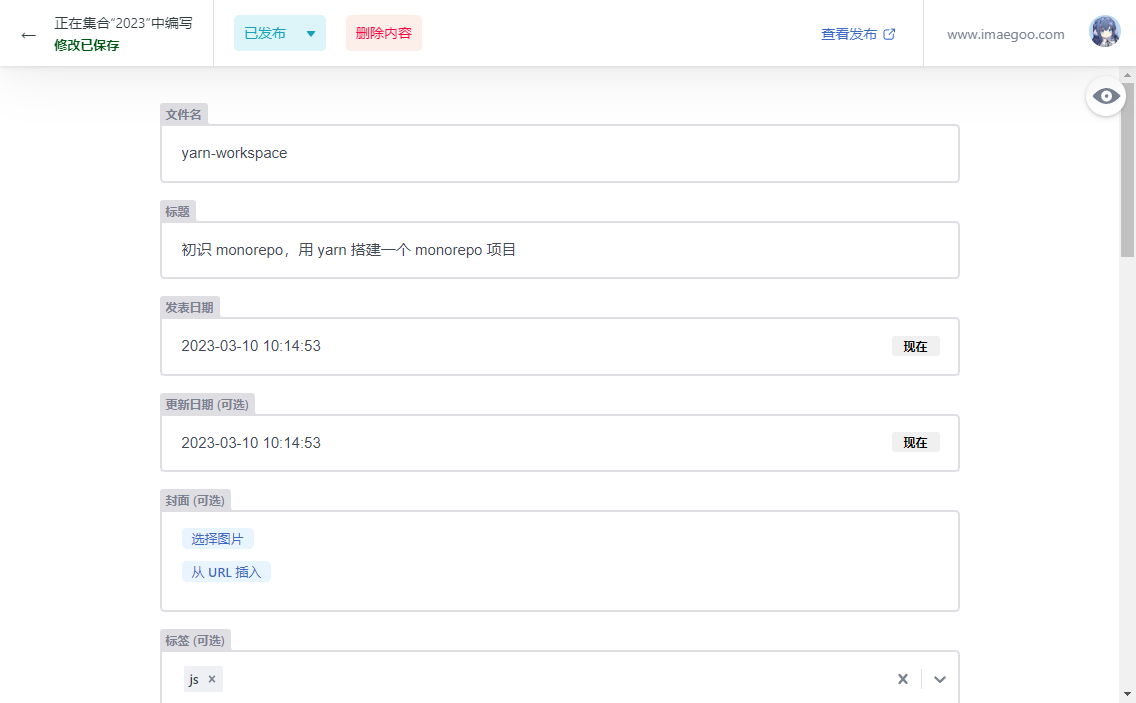 ←
正在集合“2023”中编写
修改已保存
已发布
删除内容
查看发布
www.imaegoo.com
文件名
yarn-workspace
标题
初识 monorepo，用 yarn 搭建一个 monorepo 项目
发表日期
2023-03-10 10:14:53
现在
更新日期 (可选)
2023-03-10 10:14:53
现在
封面 (可选)
选择图片
从 URL 插入
标签 (可选)
js